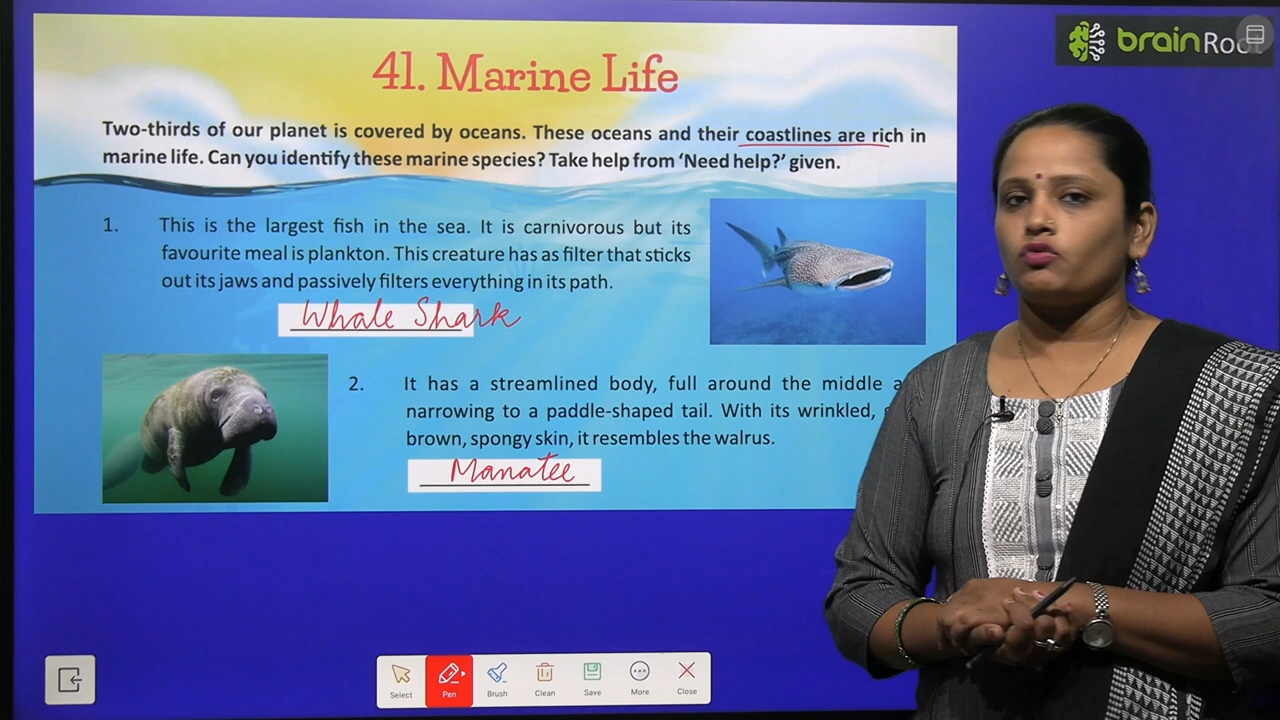 brainRoot
41. Marine Life
Two-thirds of our planet is covered by oceans. These oceans and their coastlines are rich in
marine life. Can you identify these marine species? Take help from ‘Need help?’ given.
1. This is the largest fish in the sea. It is carnivorous but its
favourite meal is plankton. This creature has as filter that sticks
out its jaws and passively filters everything in its path.
Whale Shark
2. It has a streamlined body, full around the middle
narrowing to a paddle-shaped tail. With its wrinkled,
brown, spongy skin, it resembles the walrus.
Manatee
Select Pen Brush Clean Save More Close